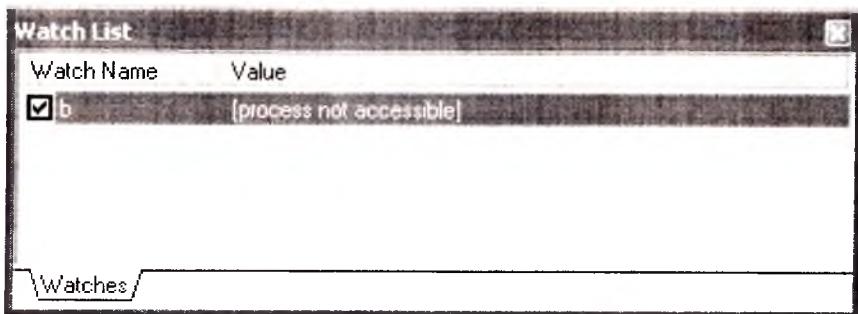 Watch List
Watch Name Value
b [process not accessible]
Watches